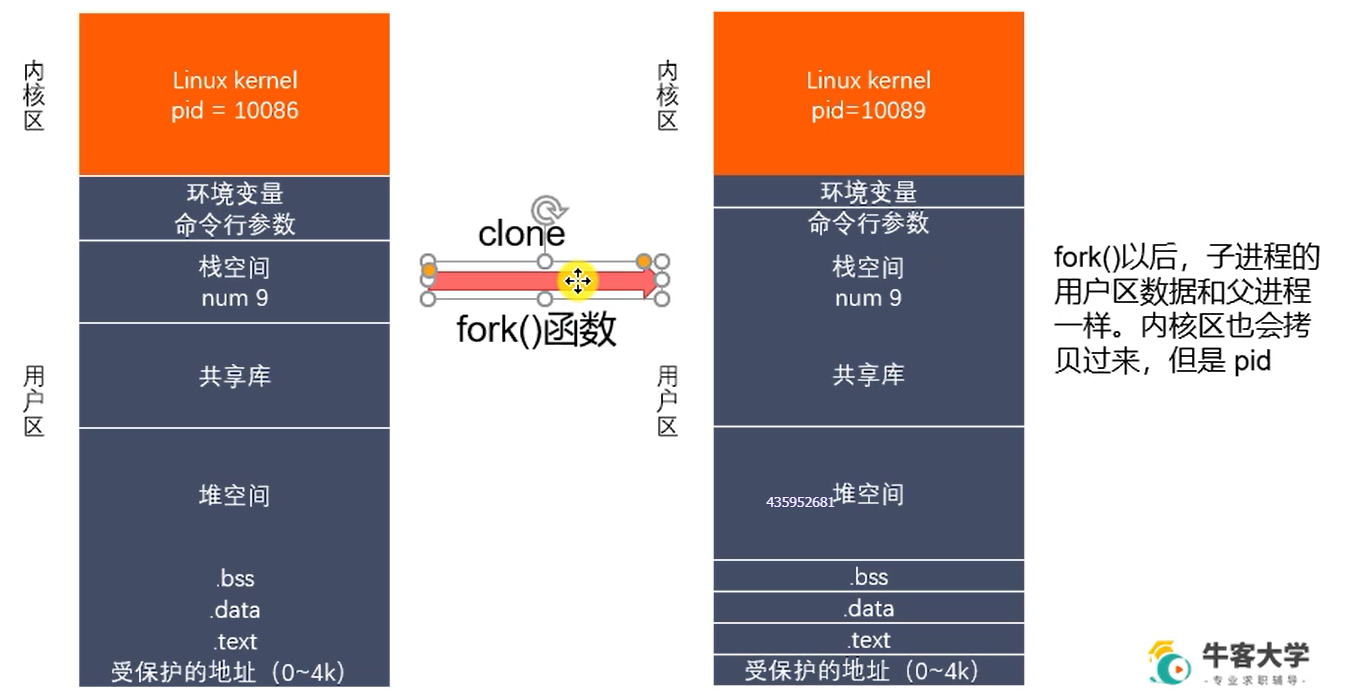 内核区
Linux kernel
pid = 10086
环境变量
命令行参数
栈空间
num 9
共享库
用户区
堆空间
.bss
.data
.text
受保护的地址（0~4k）
clone
fork()函数
内核区
Linux kernel
pid=10089
环境变量
命令行参数
栈空间
num 9
共享库
用户区
435952681
堆空间
.bss
.data
.text
受保护的地址（0~4k）
fork()以后，子进程的
用户区数据和父进程
一样。内核区也会拷
贝过来，但是 pid
牛客大学
-专业求职辅导-